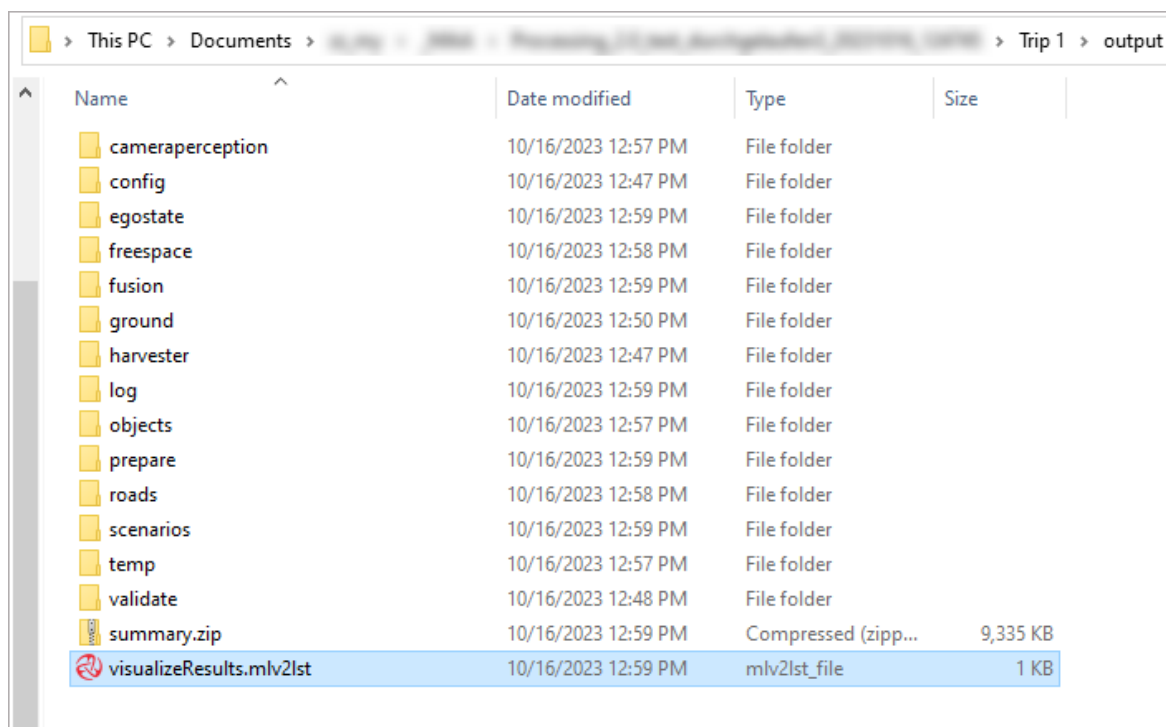 This PC > Documents > > Trip 1 > output
Name Date modified Type Size
cameraperception 10/16/2023 12:57 PM File folder
config 10/16/2023 12:47 PM File folder
egostate 10/16/2023 12:59 PM File folder
freespace 10/16/2023 12:58 PM File folder
fusion 10/16/2023 12:59 PM File folder
ground 10/16/2023 12:50 PM File folder
harvester 10/16/2023 12:47 PM File folder
log 10/16/2023 12:59 PM File folder
objects 10/16/2023 12:57 PM File folder
prepare 10/16/2023 12:59 PM File folder
roads 10/16/2023 12:58 PM File folder
scenarios 10/16/2023 12:59 PM File folder
temp 10/16/2023 12:57 PM File folder
validate 10/16/2023 12:48 PM File folder
summary.zip 10/16/2023 12:59 PM Compressed (zipp... 9,335 KB
visualizeResults.mlv2lst 10/16/2023 12:59 PM mlv2lst_file 1 KB